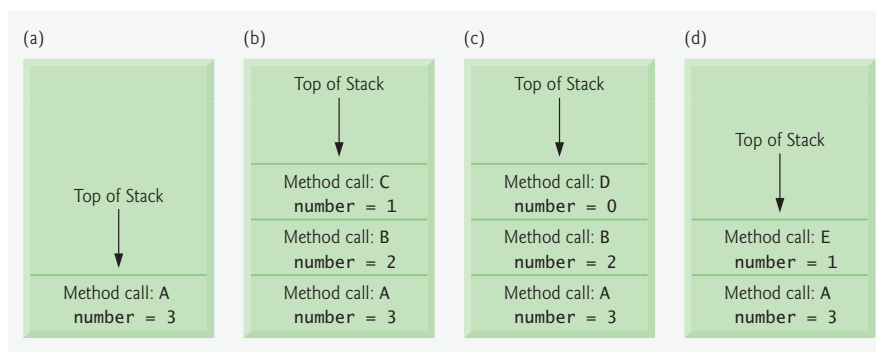 (a)
Top of Stack
Method call: A
number = 3
(b)
Top of Stack
Method call: C
number = 1
Method call: B
number = 2
Method call: A
number = 3
(c)
Top of Stack
Method call: D
number = 0
Method call: B
number = 2
Method call: A
number = 3
(d)
Top of Stack
Method call: E
number = 1
Method call: A
number = 3